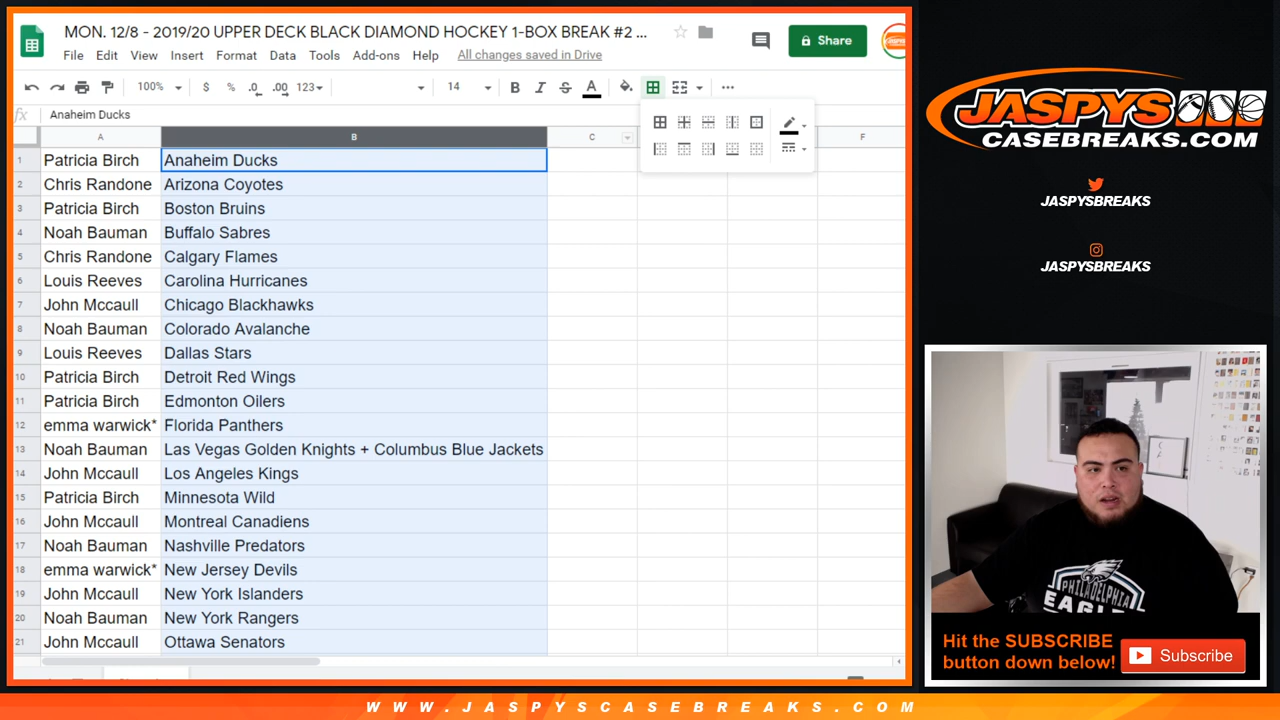 MON. 12/8 - 2019/20 UPPER DECK BLACK DIAMOND HOCKEY 1-BOX BREAK #2 ...
File Edit View Insert Format Data Tools Add-ons Help All changes saved in Drive
Share
100% $ % .0 .00 123 14 B I S A
fx Anaheim Ducks
A B C F
1 Patricia Birch Anaheim Ducks
2 Chris Randone Arizona Coyotes
3 Patricia Birch Boston Bruins
4 Noah Bauman Buffalo Sabres
5 Chris Randone Calgary Flames
6 Louis Reeves Carolina Hurricanes
7 John Mccaull Chicago Blackhawks
8 Noah Bauman Colorado Avalanche
9 Louis Reeves Dallas Stars
10 Patricia Birch Detroit Red Wings
11 Patricia Birch Edmonton Oilers
12 emma warwick* Florida Panthers
13 Noah Bauman Las Vegas Golden Knights + Columbus Blue Jackets
14 John Mccaull Los Angeles Kings
15 Patricia Birch Minnesota Wild
16 John Mccaull Montreal Canadiens
17 Noah Bauman Nashville Predators
18 emma warwick* New Jersey Devils
19 John Mccaull New York Islanders
20 Noah Bauman New York Rangers
21 John Mccaull Ottawa Senators
JASPYS
CASEBREAKS.COM
JASPYSBREAKS
JASPYSBREAKS
PHILADELPHIA
EAGLE
Hit the SUBSCRIBE
button down below!
Subscribe
WWW.JASPYSCASEBREAKS.COM